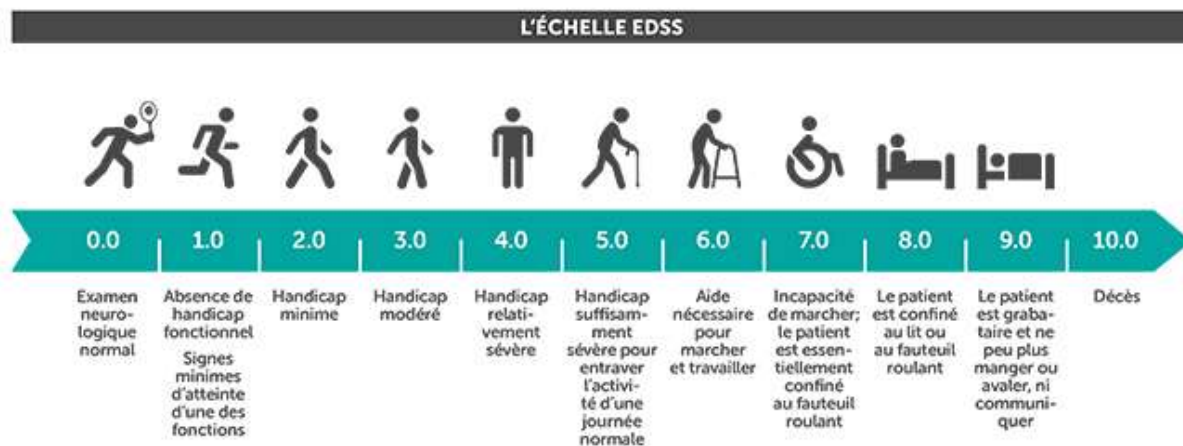 L'ÉCHELLE EDSS
0.0
1.0
2.0
3.0
4.0
5.0
6.0
7.0
8.0
9.0
10.0
Examen
neuro-
logique
normal
Absence de
handicap
fonctionnel
Signes
minimes
d'atteinte
d'une des
fonctions
Handicap
minime
Handicap
modéré
Handicap
relati-
vement
sévère
Handicap
suffisam-
ment
sévère pour
entraver
l'activi-
té d'une
journée
normale
Aide
nécessaire
pour
marcher
et travailler
Incapacité
de marcher;
le patient
est essen-
tiellement
confiné
au fauteuil
roulant
Le patient
est confiné
au lit ou
au fauteuil
roulant
Le patient
est graba-
taire et ne
peu plus
manger ou
avaler, ni
communi-
quer
Décès